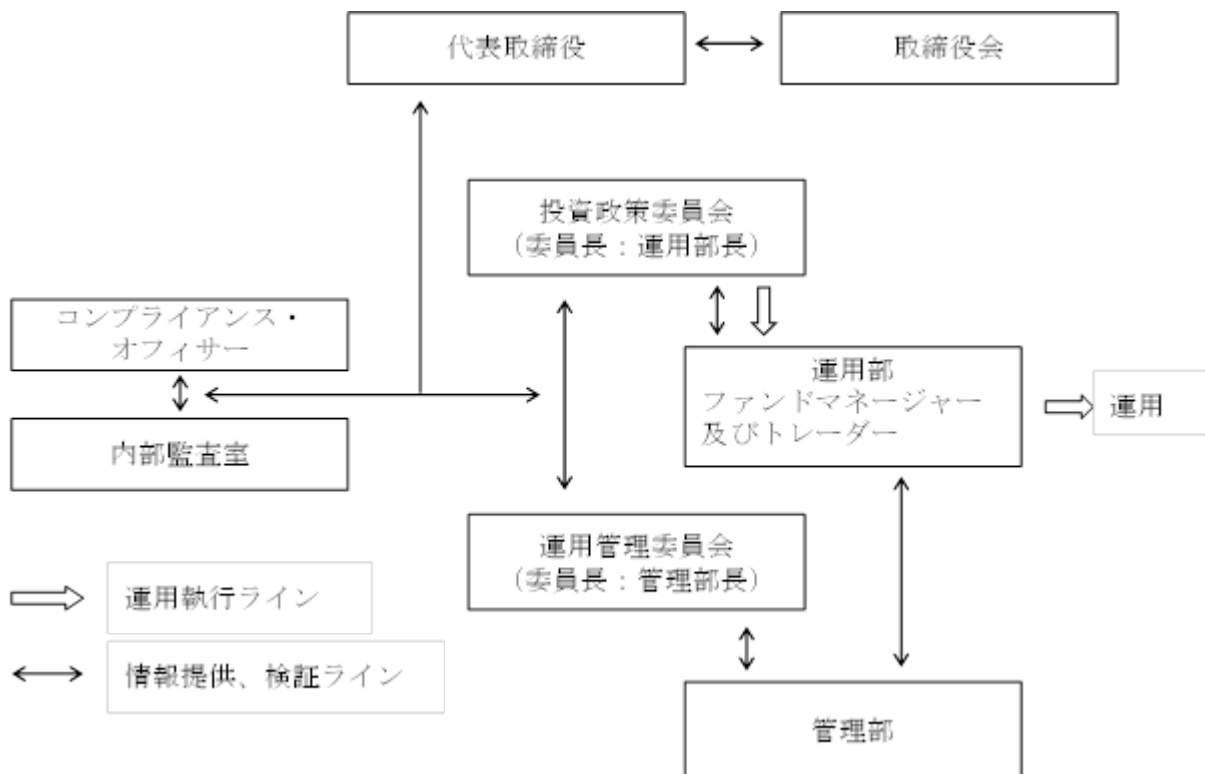 代表取締役
取締役会
投資政策委員会
（委員長：運用部長）
コンプライアンス・
オフィサー
内部監査室
運用部
ファンドマネージャー
及びトレーダー
運用
運用管理委員会
（委員長：管理部長）
運用執行ライン
情報提供、検証ライン
管理部